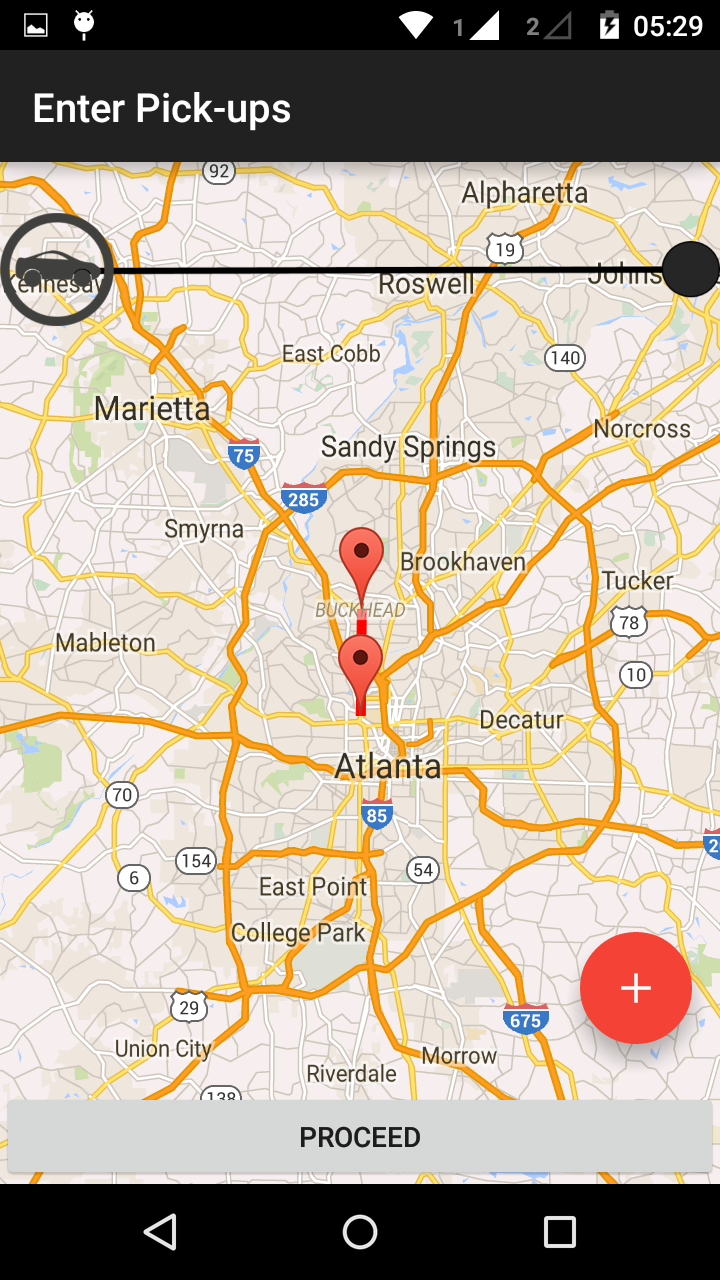 1
2
05:29
Enter Pick-ups
92
Alpharetta
19
Roswell
East Cobb
140
Marietta
Norcross
Sandy Springs
75
285
Smyrna
Brookhaven
Tucker
BUCKHEAD
78
Mableton
10
Decatur
Atlanta
70
85
154
54
6
East Point
College Park
29
675
Union City
Morrow
Riverdale
138
PROCEED